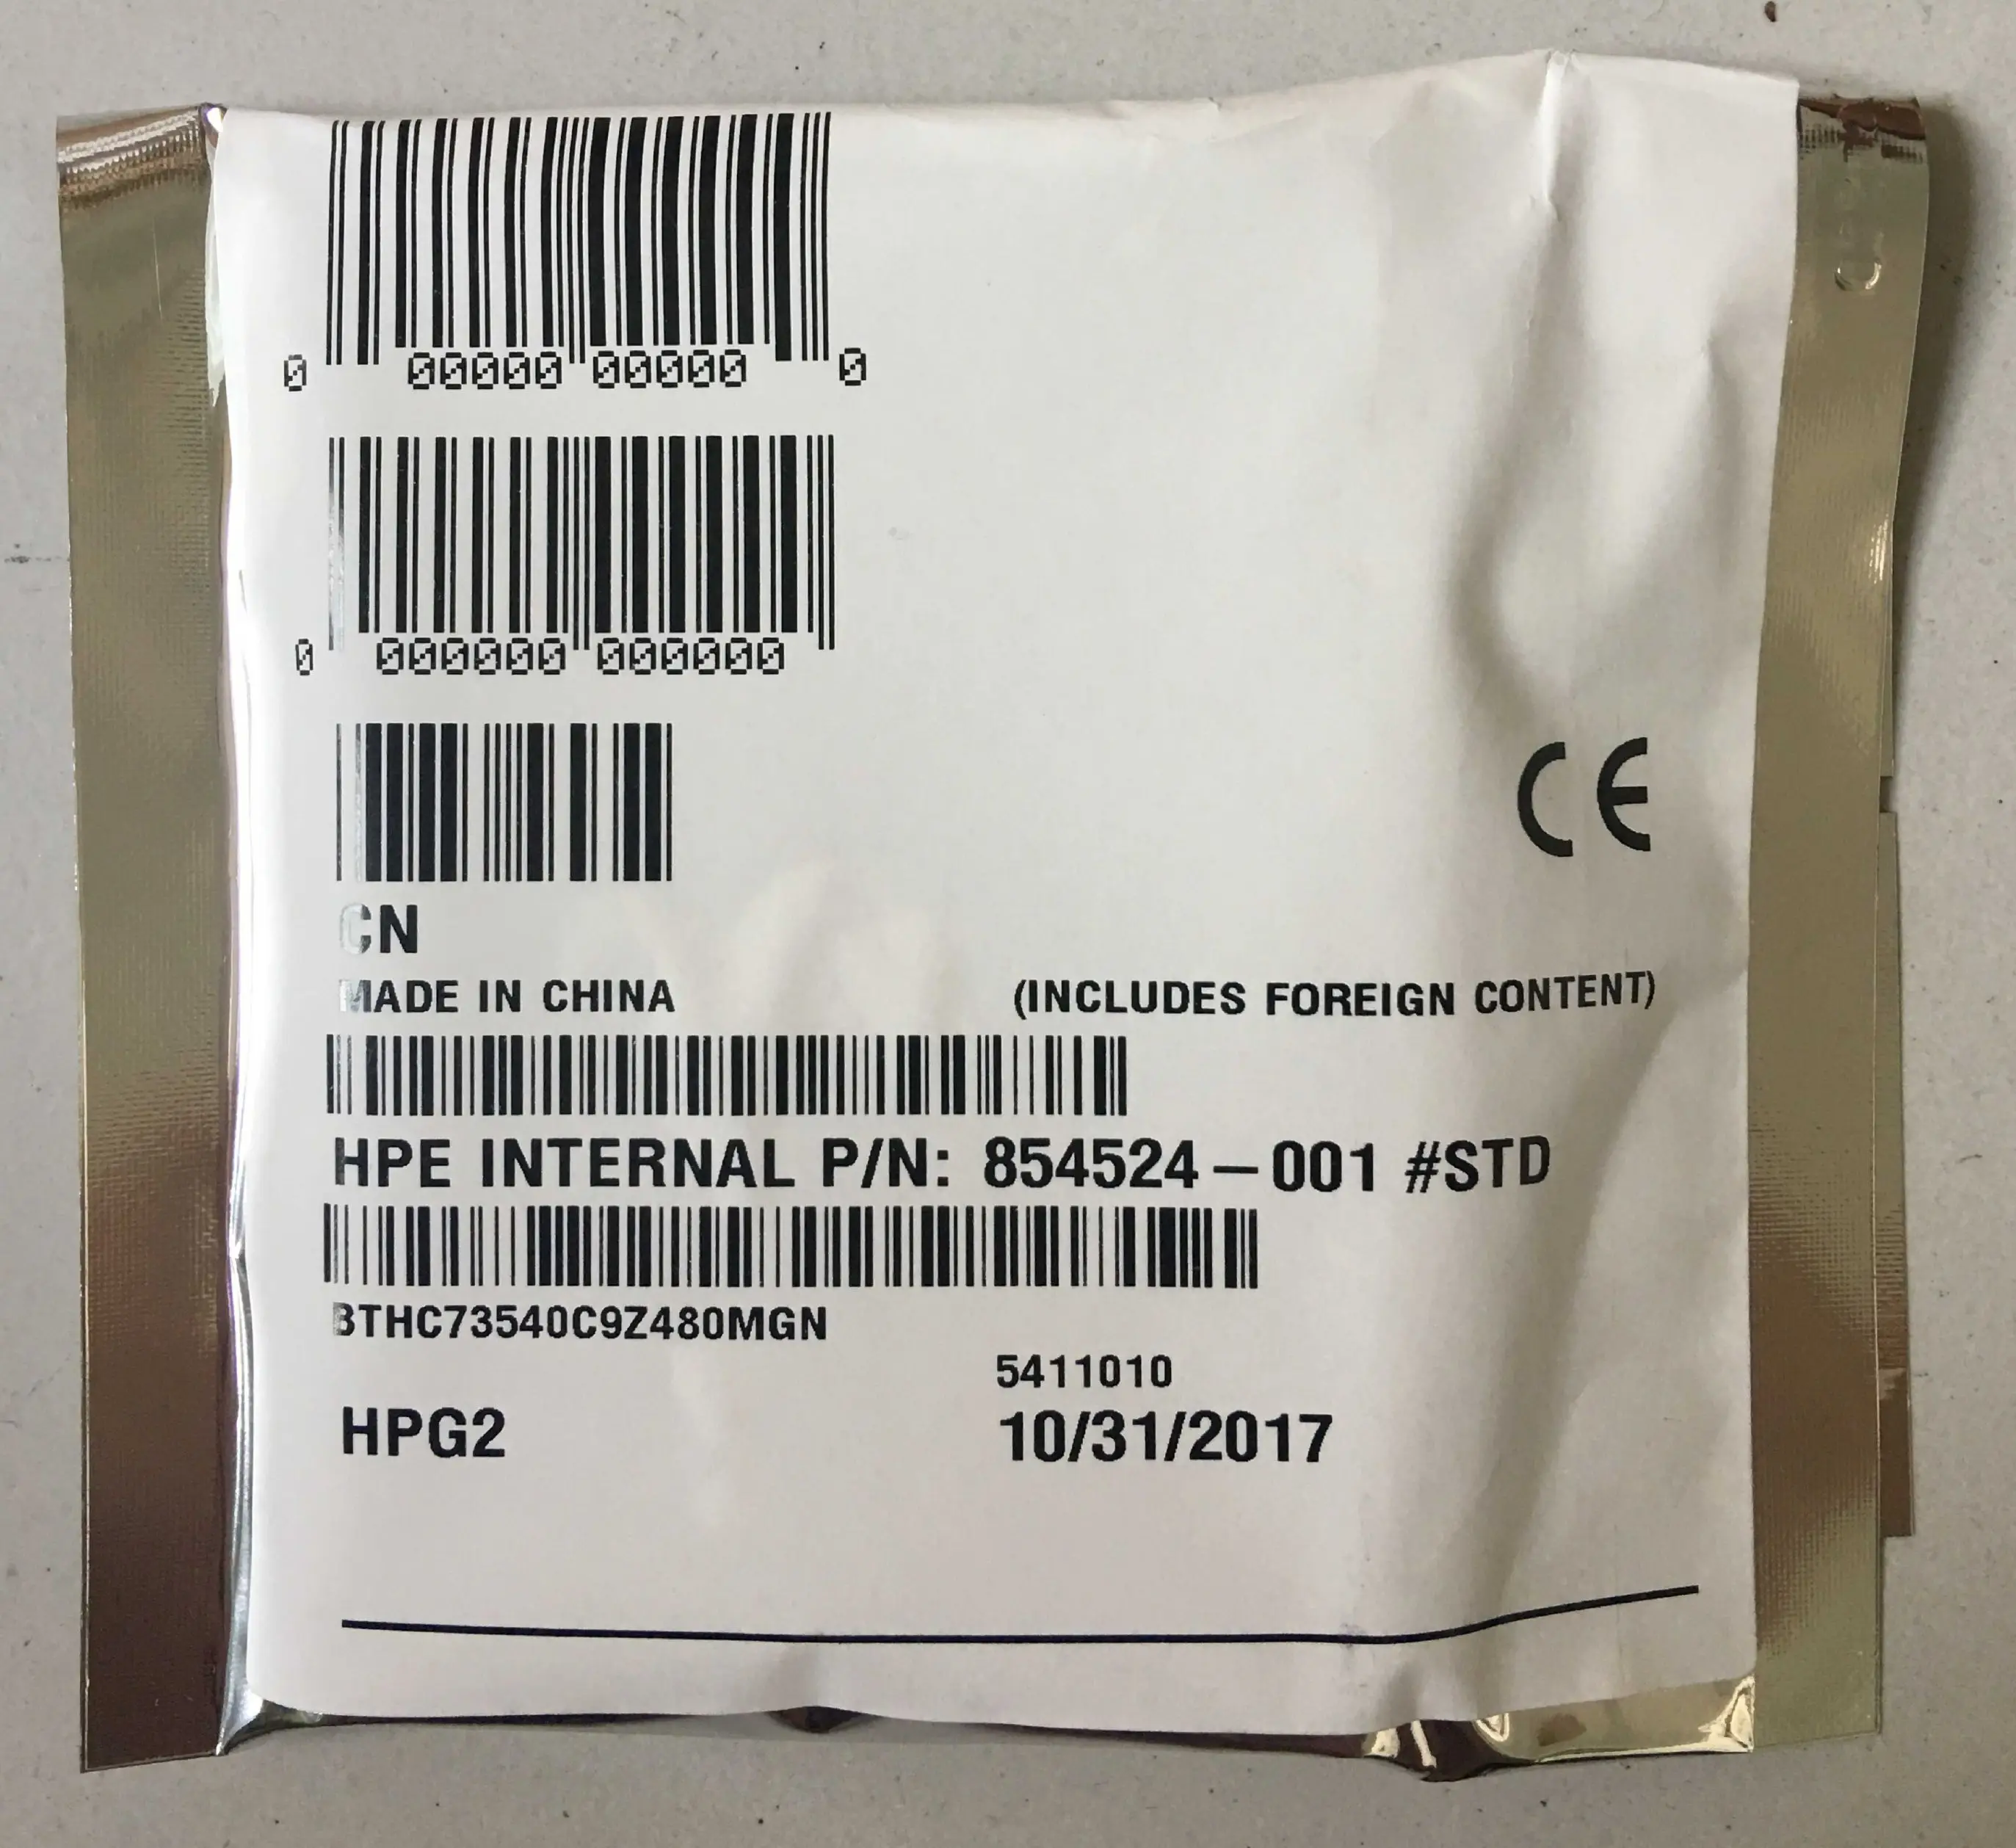 0 00000 00000 0
0 000000 000000
CE
CN
MADE IN CHINA (INCLUDES FOREIGN CONTENT)
HPE INTERNAL P/N: 854524-001 #STD
BTHC73540C9Z480MGN
5411010
HPG2 10/31/2017